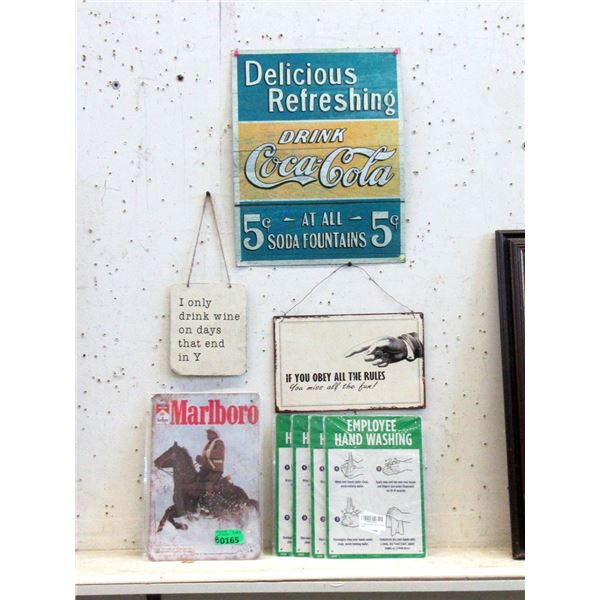 Delicious
Refreshing
DRINK
Coca-Cola
5¢ - AT ALL - 5¢
SODA FOUNTAINS
I only
drink wine
on days
that end
in Y
IF YOU OBEY ALL THE RULES
You miss all the fun!
Marlboro
60165
EMPLOYEE
HAND WASHING
H
H
H